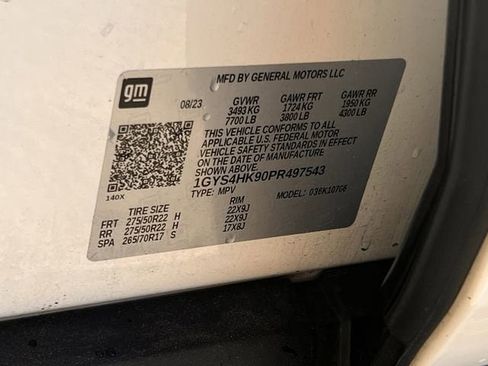 gm
MFD BY GENERAL MOTORS LLC
08/23 GVWR GAWR FRT GAWR RR
3493 KG 1724 KG 1950 KG
7700 LB 3800 LB 4300 LB
THIS VEHICLE CONFORMS TO ALL
APPLICABLE U.S. FEDERAL MOTOR
VEHICLE SAFETY STANDARDS IN EFFECT
ON THE DATE OF MANUFACTURE
SHOWN ABOVE.
1GYS4HK90PR497543
140X TYPE: MPV MODEL:
TIRE SIZE RIM
FRT 275/50R22 H 22X9J
RR 275/50R22 H 22X9J
SPA 265/70R17 S 17X8J